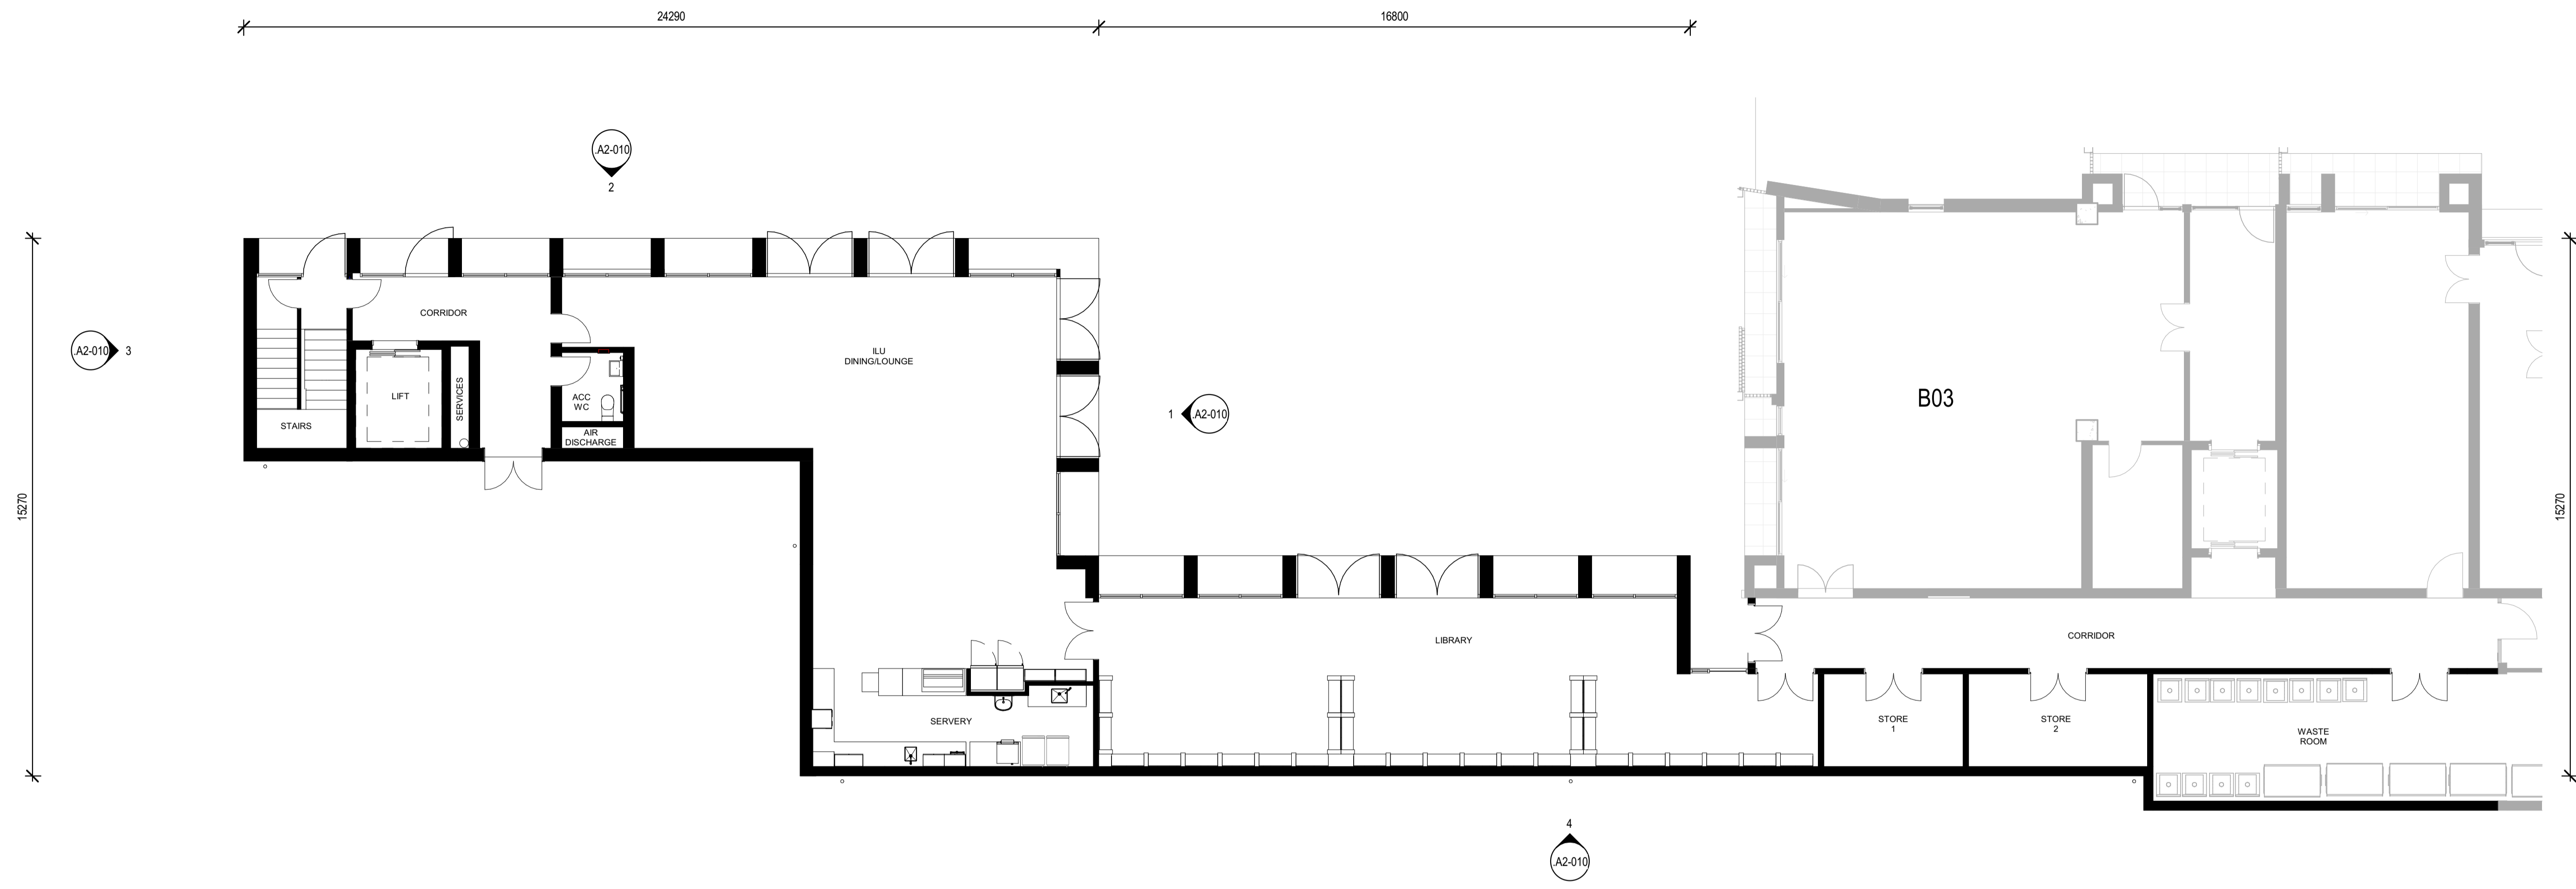 24290
16800
.A2-010
2
.A2-010
3
15270
CORRIDOR
ILU
DINING/LOUNGE
LIFT
SERVICES
ACC
WC
STAIRS
AIR
DISCHARGE
1
.A2-010
B03
15270
LIBRARY
CORRIDOR
SERVERY
STORE
1
STORE
2
WASTE
ROOM
4
.A2-010